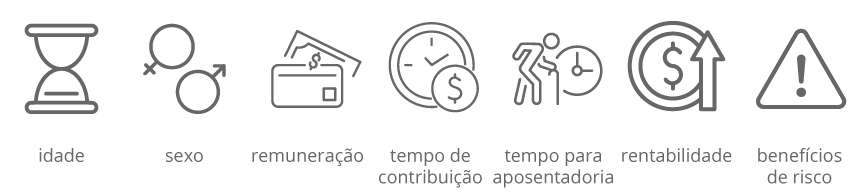 idade
sexo
remuneração
tempo de
contribuição
tempo para
aposentadoria
rentabilidade
benefícios
de risco